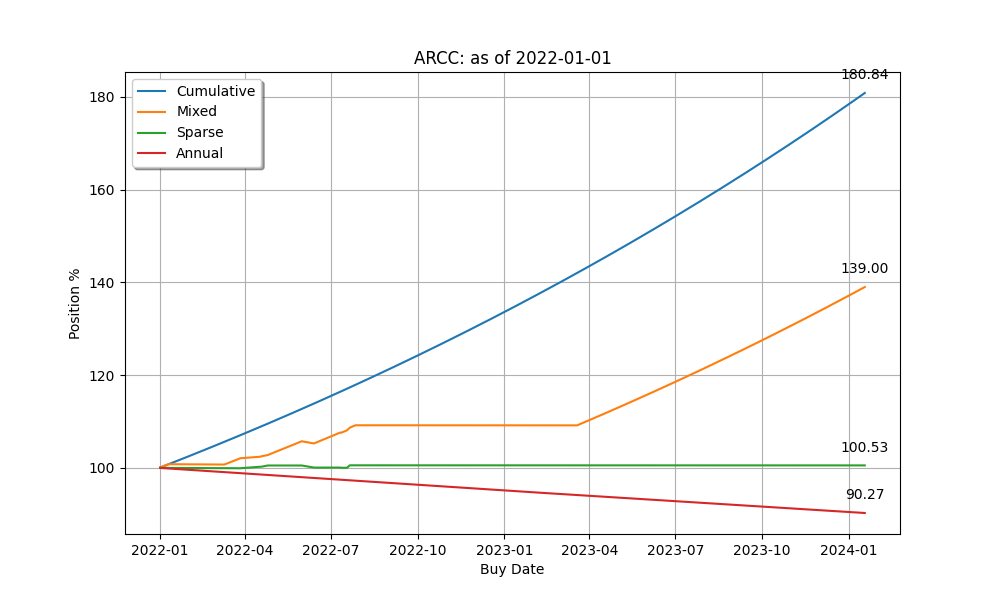 ARCC: as of 2022-01-01
Cumulative
Mixed
Sparse
Annual
180.84
139.00
100.53
90.27
180
160
140
120
100
Position %
2022-01 2022-04 2022-07 2022-10 2023-01 2023-04 2023-07 2023-10 2024-01
Buy Date